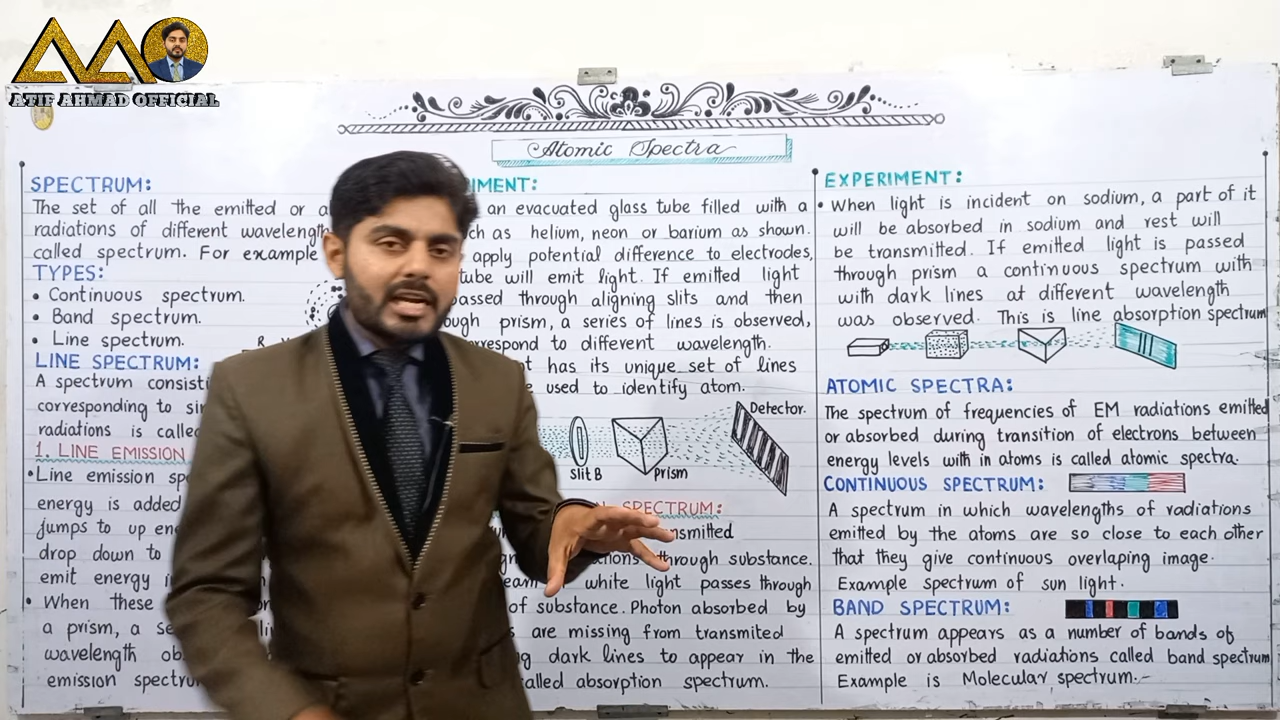 ATIF AHMAD OFFICIAL
Atomic Spectra
SPECTRUM:
The set of all the emitted or a
radiations of different wavelength
called spectrum. For example
TYPES:
• Continuous spectrum.
• Band spectrum.
• Line spectrum.
R
LINE SPECTRUM:
A spectrum consisti
corresponding to si
radiations is called
1. LINE EMISSION
• Line emission spe
energy is added
jumps to up en
drop down to
emit energy i
• When these
a prism, a se
wavelength ob
emission spectru
IMENT:
an evacuated glass tube filled with a
ch as helium, neon or barium as shown.
apply potential difference to electrodes,
tube will emit light. If emitted light
passed through aligning slits and then
ough prism, a series of lines is observed,
orrespond to different wavelength.
nt has its unique set of lines
e used to identify atom.
Detector.
Slit B
Prism
SPECTRUM:
nsmitted
through substance.
eam of white light passes through
of substance. Photon absorbed by
s are missing from transmited
ng dark lines to appear in the
called absorption spectrum.
EXPERIMENT:
• When light is incident on sodium, a part of it
will be absorbed in sodium and rest will
be transmitted. If emitted light is passed
through prism a continuous spectrum with
with dark lines at different wavelength
was observed. This is line absorption spectrum
ATOMIC SPECTRA:
The spectrum of frequencies of EM radiations emitte
or absorbed during transition of electrons between
energy levels with in atoms is called atomic spectra.
CONTINUOUS SPECTRUM:
A spectrum in which wavelengths of radiations
emitted by the atoms are so close to each other
that they give continuous overlaping image.
Example spectrum of sun light.
BAND SPECTRUM:
A spectrum appears as a number of bands of
emitted or absorbed radiations called band spectrum
Example is Molecular spectrum.-